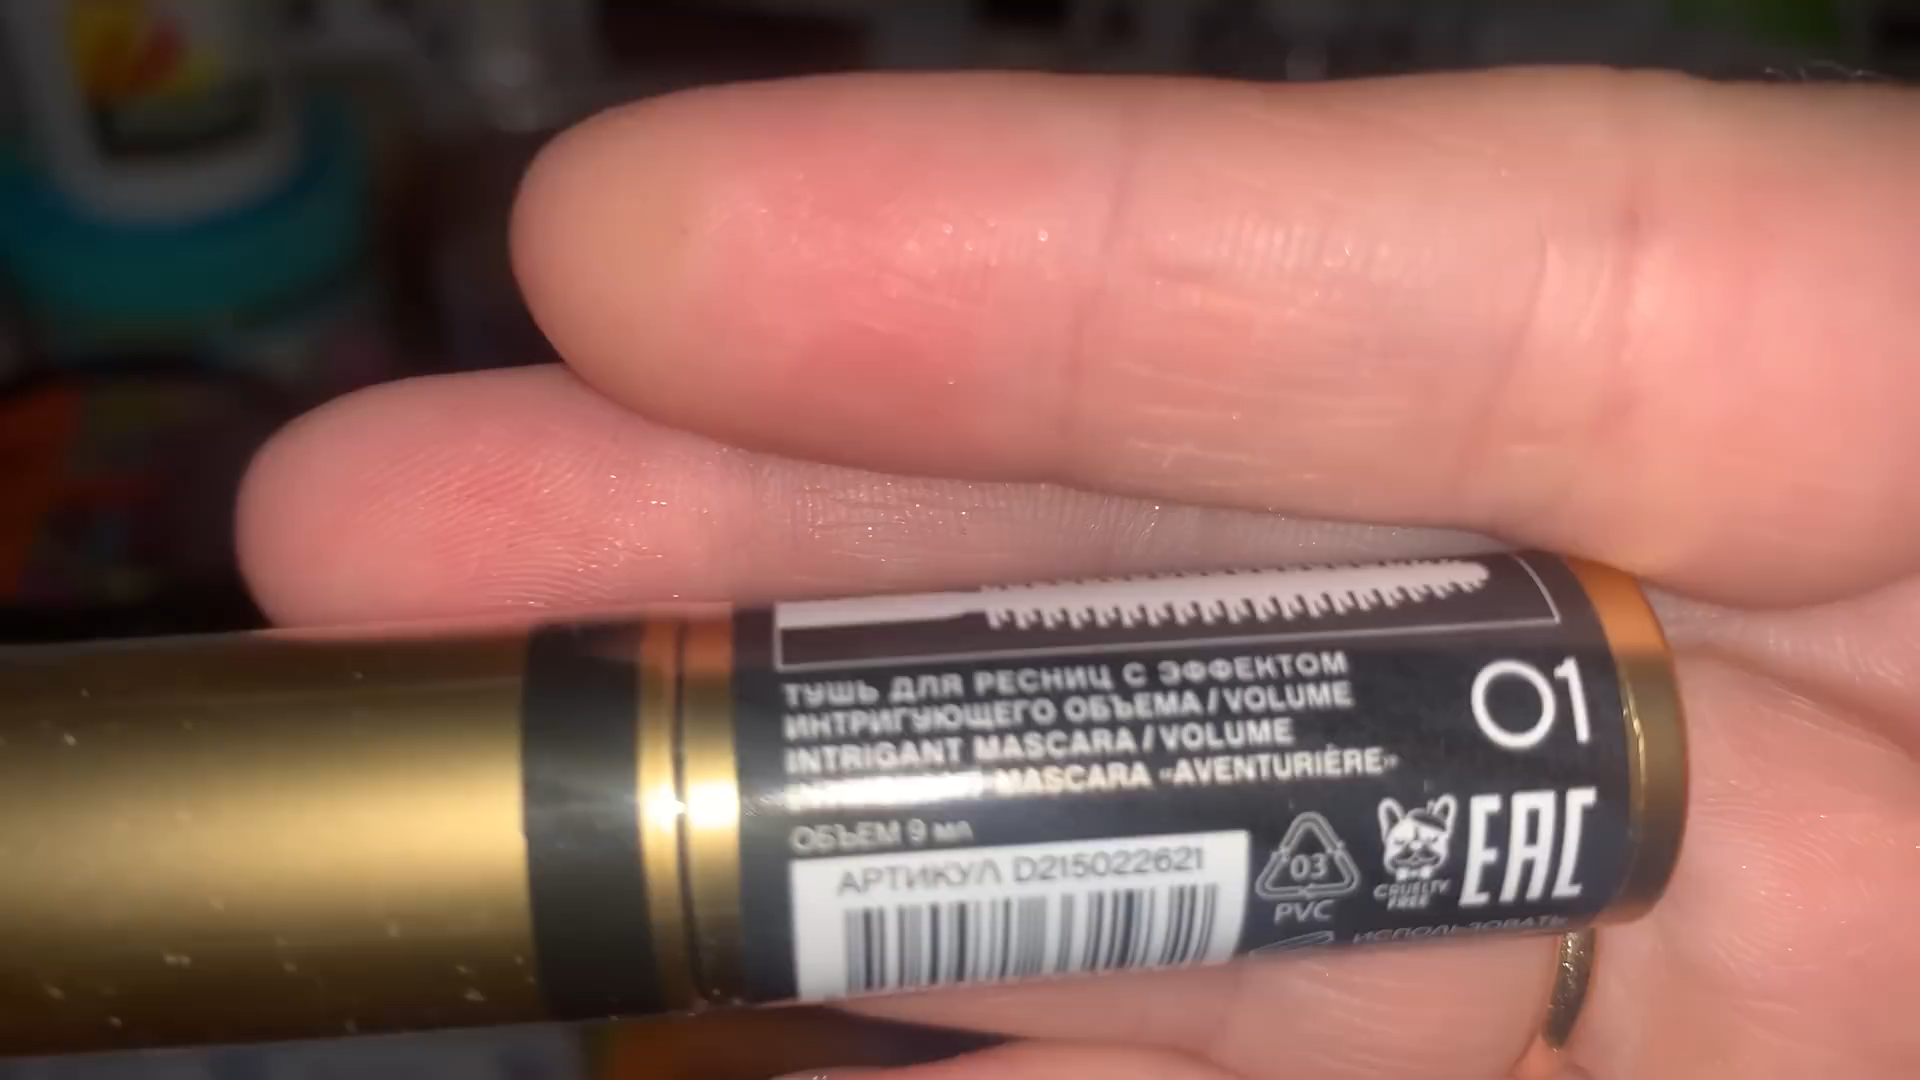 ТУШЬ ДЛЯ РЕСНИЦ С ЭФФЕКТОМ
ИНТРИГУЮЩЕГО ОБЪЕМА / VOLUME
INTRIGANT MASCARA / VOLUME
MASCARA «AVENTURIÈRE»
01
ОБЪЕМ 9 мл
АРТИКУЛ D215022621
03
PVC
CRUELTY
FREE
EAC
ИСПОЛЬЗОВАТЬ